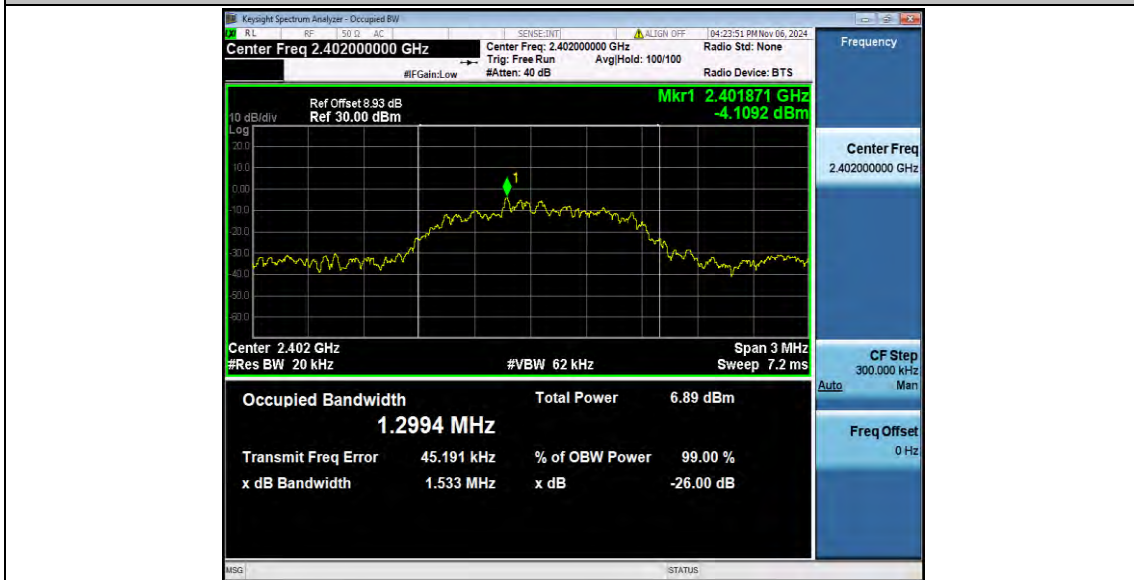 Keysight Spectrum Analyzer - Occupied BW
RL RF 50 Ω AC SENSE:INT ALIGN OFF 04:23:51 PM Nov 06, 2024
Center Freq 2.402000000 GHz Center Freq: 2.402000000 GHz Radio Std: None
Trig: Free Run Avg|Hold: 100/100
#IFGain:Low #Atten: 40 dB Radio Device: BTS
Frequency
Mkr1 2.401871 GHz
Ref Offset 8.93 dB
10 dB/div Ref 30.00 dBm -4.1092 dBm
Log
20.0
10.0
0.00
-10.0
-20.0
-30.0
-40.0
-50.0
-60.0
1
Center Freq
2.402000000 GHz
Center 2.402 GHz Span 3 MHz
#Res BW 20 kHz #VBW 62 kHz Sweep 7.2 ms
CF Step
300.000 kHz
Auto Man
Occupied Bandwidth Total Power 6.89 dBm
1.2994 MHz
Transmit Freq Error 45.191 kHz % of OBW Power 99.00 %
x dB Bandwidth 1.533 MHz x dB -26.00 dB
Freq Offset
0 Hz
MSG STATUS